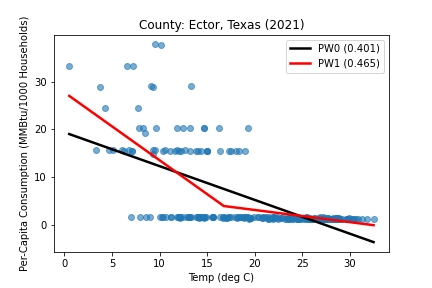 County: Ector, Texas (2021)
PW0 (0.401)
PW1 (0.465)
Per-Capita Consumption (MMBtu/1000 Households)
30
20
10
0
0 5 10 15 20 25 30
Temp (deg C)